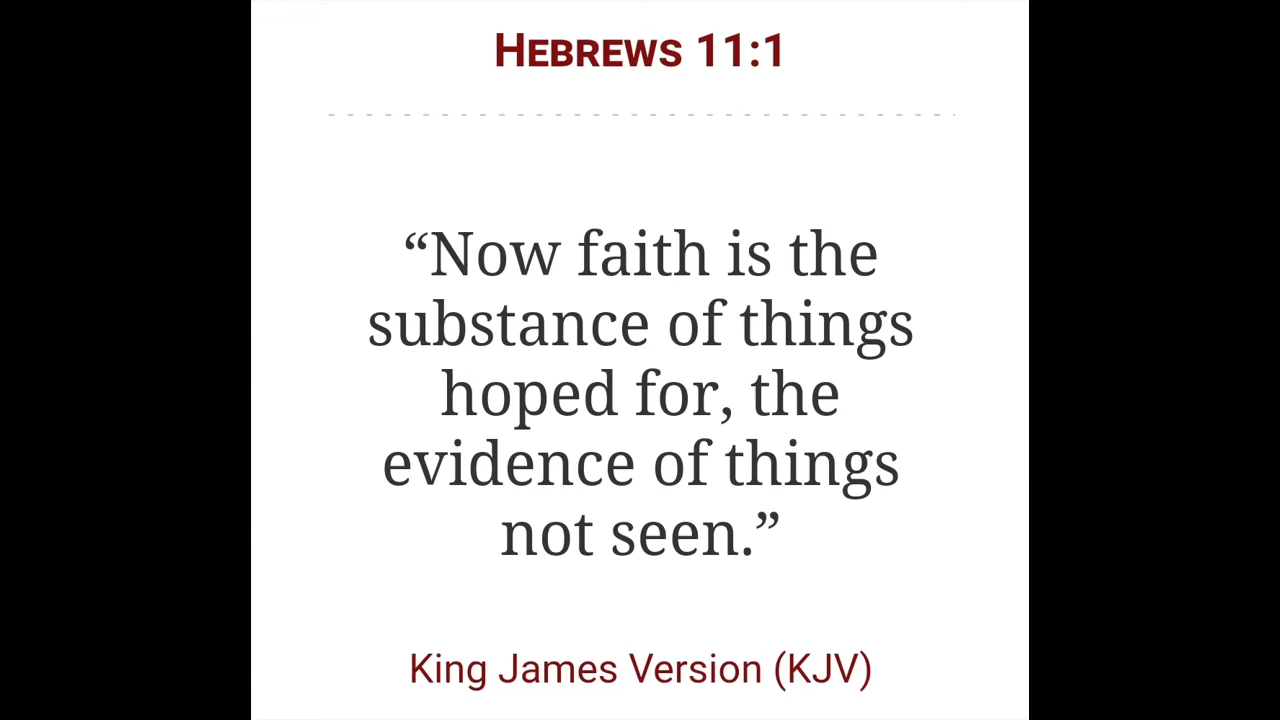 HEBREWS 11:1
“Now faith is the
substance of things
hoped for, the
evidence of things
not seen.”
King James Version (KJV)